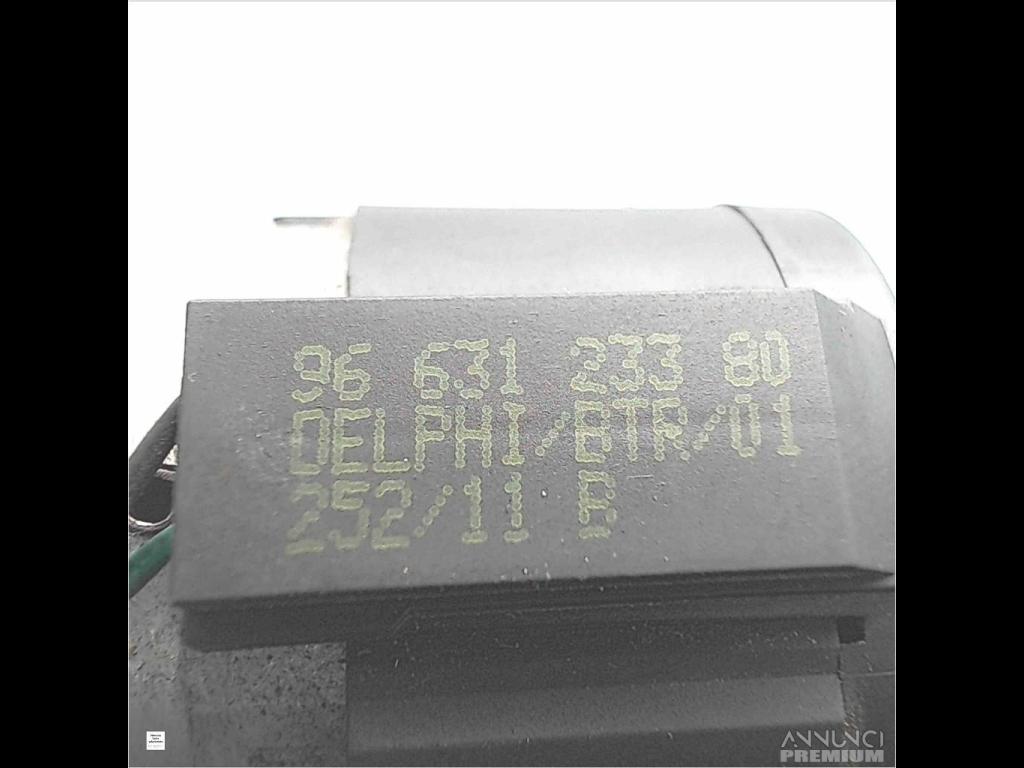 96 631 233 80
DELPHI/BTR/01
252/11 B
ANNUNCI
PREMIUM